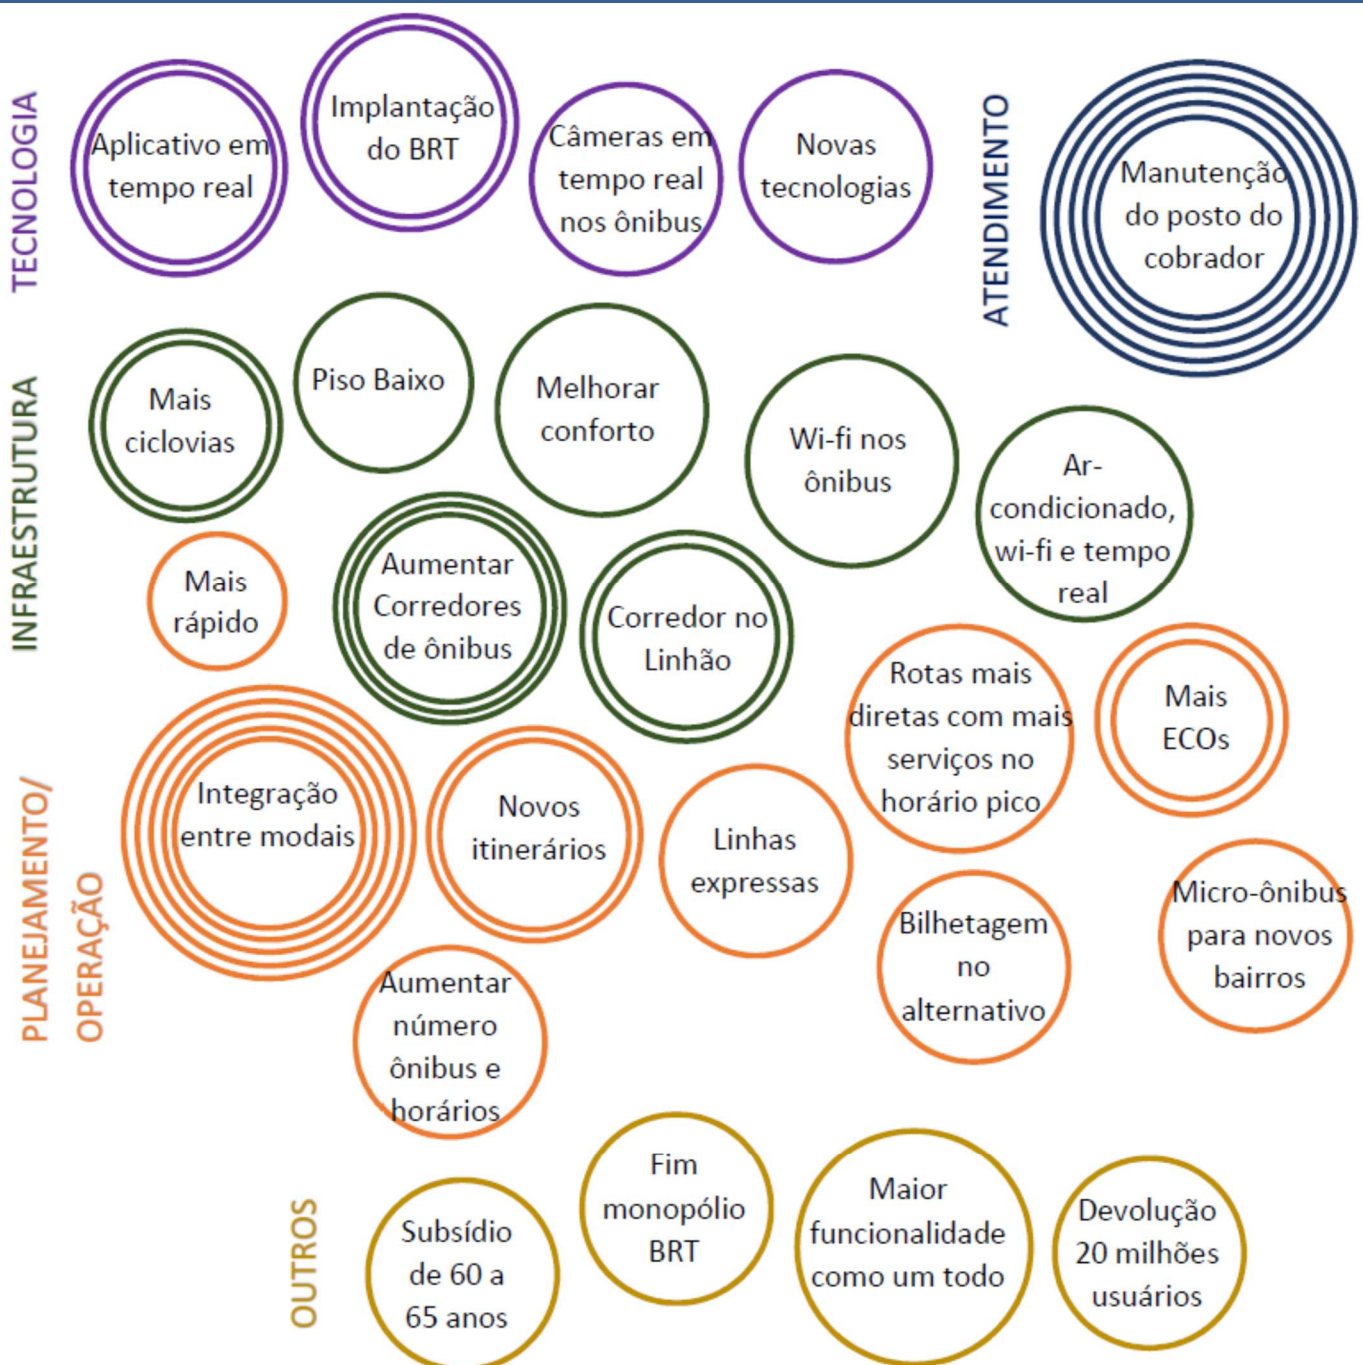 TECNOLOGIA
Aplicativo em
tempo real
Implantação
do BRT
Câmeras em
tempo real
nos ônibus
Novas
tecnologias
ATENDIMENTO
Manutenção
do posto do
cobrador
INFRAESTRUTURA
Mais
ciclovias
Piso Baixo
Melhorar
conforto
Wi-fi nos
ônibus
Ar-
condicionado,
wi-fi e tempo
real
Aumentar
Corredores
de ônibus
Corredor no
Linhão
PLANEJAMENTO/
OPERAÇÃO
Mais
rápido
Integração
entre modais
Novos
itinerários
Linhas
expressas
Rotas mais
diretas com mais
serviços no
horário pico
Mais
ECOs
Aumentar
número
ônibus e
horários
Bilhetagem
no
alternativo
Micro-ônibus
para novos
bairros
OUTROS
Subsídio
de 60 a
65 anos
Fim
monopólio
BRT
Maior
funcionalidade
como um todo
Devolução
20 milhões
usuários